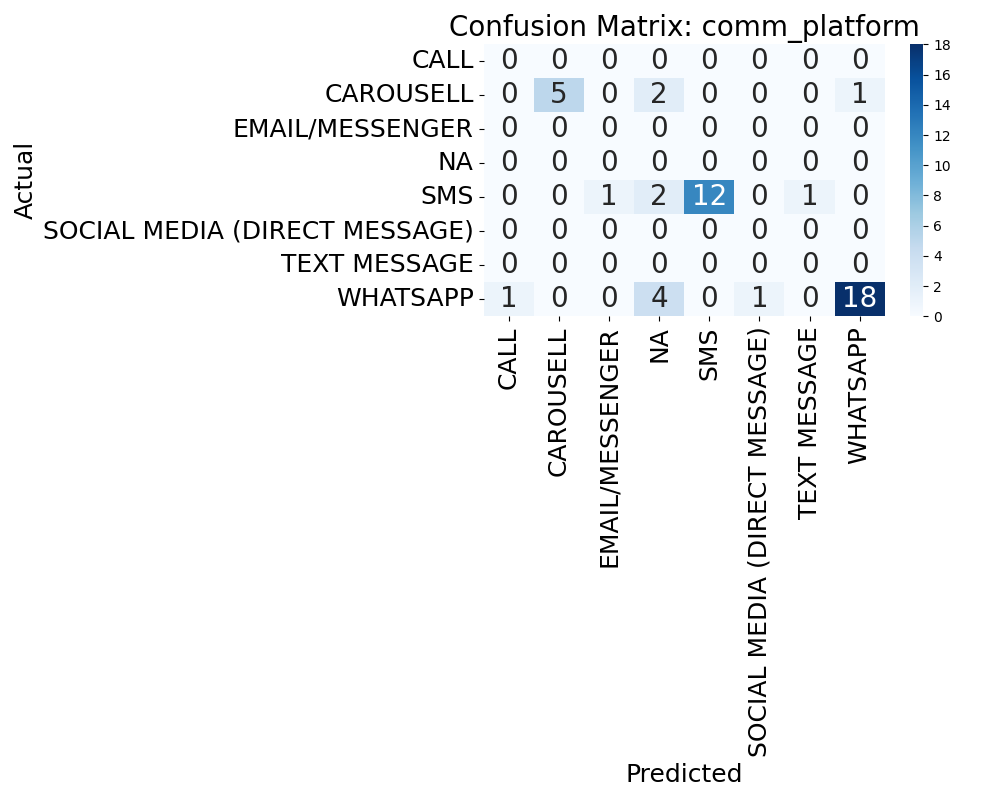 Confusion Matrix: comm_platform
Actual
CALL 0 0 0 0 0 0 0 0
CAROUSELL 0 5 0 2 0 0 0 1
EMAIL/MESSENGER 0 0 0 0 0 0 0 0
NA 0 0 0 0 0 0 0 0
SMS 0 0 1 2 12 0 1 0
SOCIAL MEDIA (DIRECT MESSAGE) 0 0 0 0 0 0 0 0
TEXT MESSAGE 0 0 0 0 0 0 0 0
WHATSAPP 1 0 0 4 0 1 0 18
18
16
14
12
10
8
6
4
2
0
CALL
CAROUSELL
EMAIL/MESSENGER
NA
SMS
SOCIAL MEDIA (DIRECT MESSAGE)
TEXT MESSAGE
WHATSAPP
Predicted